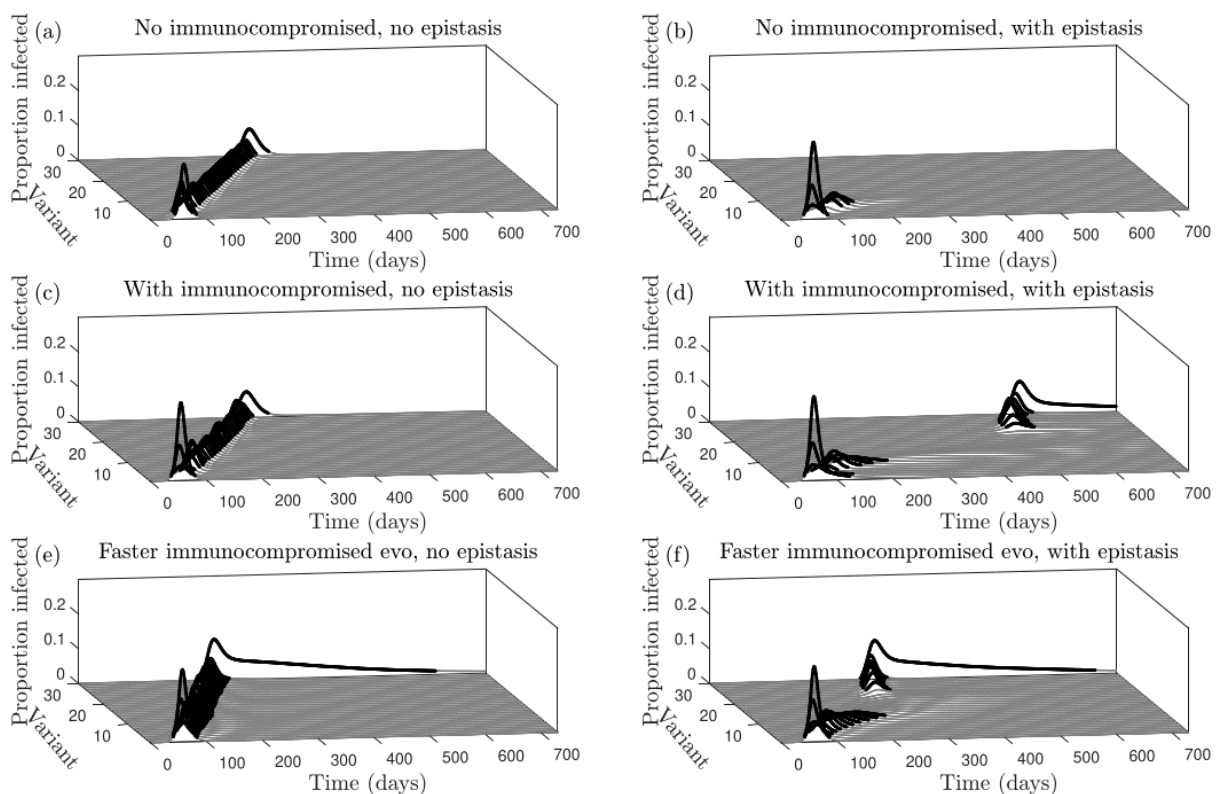 (a) No immunocompromised, no epistasis
Proportion infected
0.2
0.1
0
30
20
10
Variant
0 100 200 300 400 500 600 700
Time (days)
(b) No immunocompromised, with epistasis
Proportion infected
0.2
0.1
0
30
20
10
Variant
0 100 200 300 400 500 600 700
Time (days)
(c) With immunocompromised, no epistasis
Proportion infected
0.2
0.1
0
30
20
10
Variant
0 100 200 300 400 500 600 700
Time (days)
(d) With immunocompromised, with epistasis
Proportion infected
0.2
0.1
0
30
20
10
Variant
0 100 200 300 400 500 600 700
Time (days)
(e) Faster immunocompromised evo, no epistasis
Proportion infected
0.2
0.1
0
30
20
10
Variant
0 100 200 300 400 500 600 700
Time (days)
(f) Faster immunocompromised evo, with epistasis
Proportion infected
0.2
0.1
0
30
20
10
Variant
0 100 200 300 400 500 600 700
Time (days)